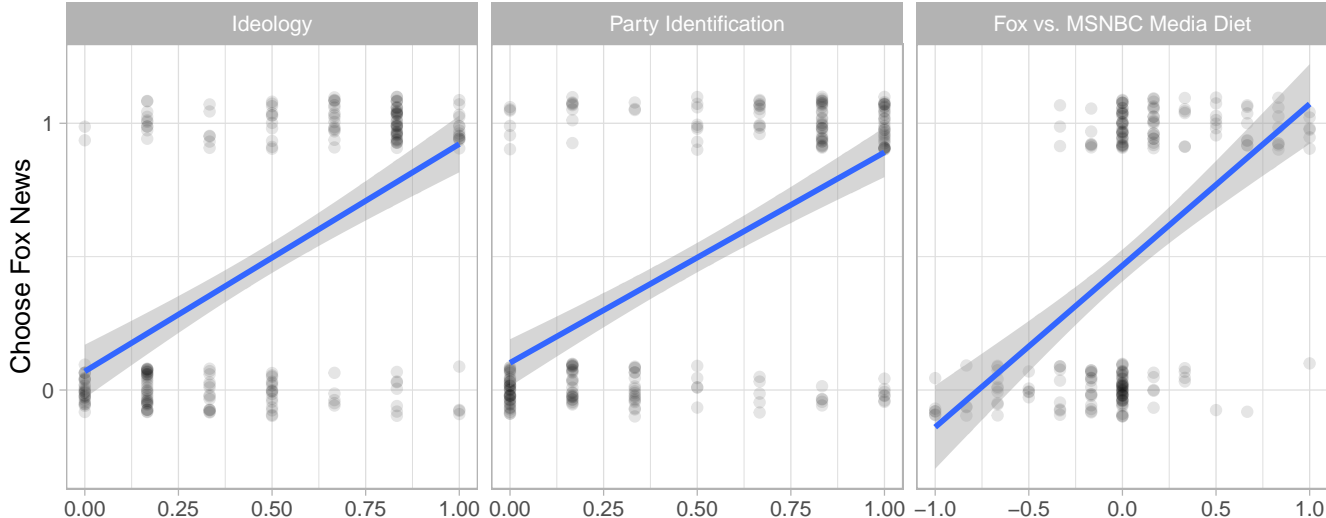 Ideology
Party Identification
Fox vs. MSNBC Media Diet
Choose Fox News
1
0
0.00 0.25 0.50 0.75 1.00
0.00 0.25 0.50 0.75 1.00
−1.0 −0.5 0.0 0.5 1.0